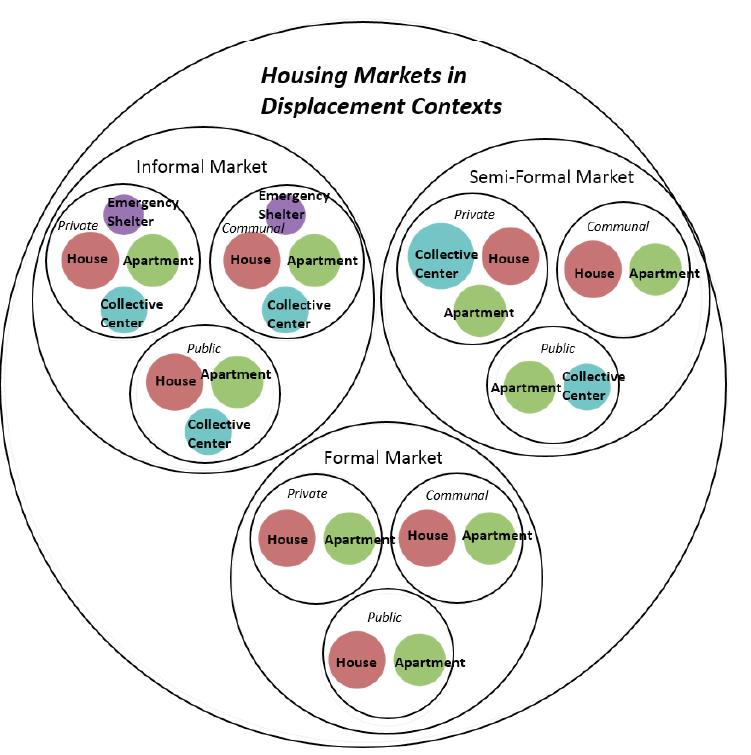 Housing Markets in
Displacement Contexts
Informal Market
Emergency
Shelter
Private
House
Apartment
Collective
Center
Emergency
Shelter
Communal
House
Apartment
Collective
Center
Public
House
Apartment
Collective
Center
Semi-Formal Market
Private
Collective
Center
House
Apartment
Communal
House
Apartment
Public
Apartment
Collective
Center
Formal Market
Private
House
Apartment
Communal
House
Apartment
Public
House
Apartment